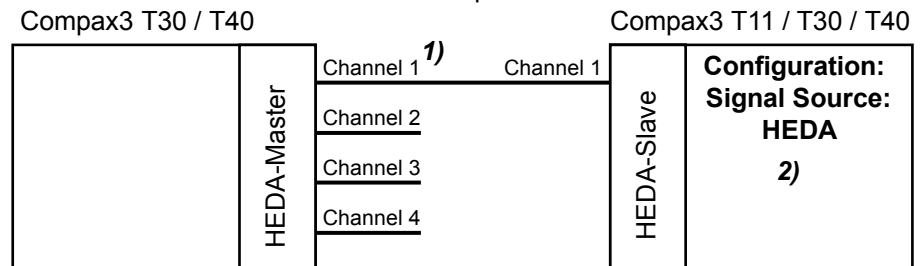 Compax3 T30 / T40
Compax3 T11 / T30 / T40
HEDA-Master
Channel 1
1)
Channel 1
Channel 2
Channel 3
Channel 4
HEDA-Slave
Configuration:
Signal Source:
HEDA
2)